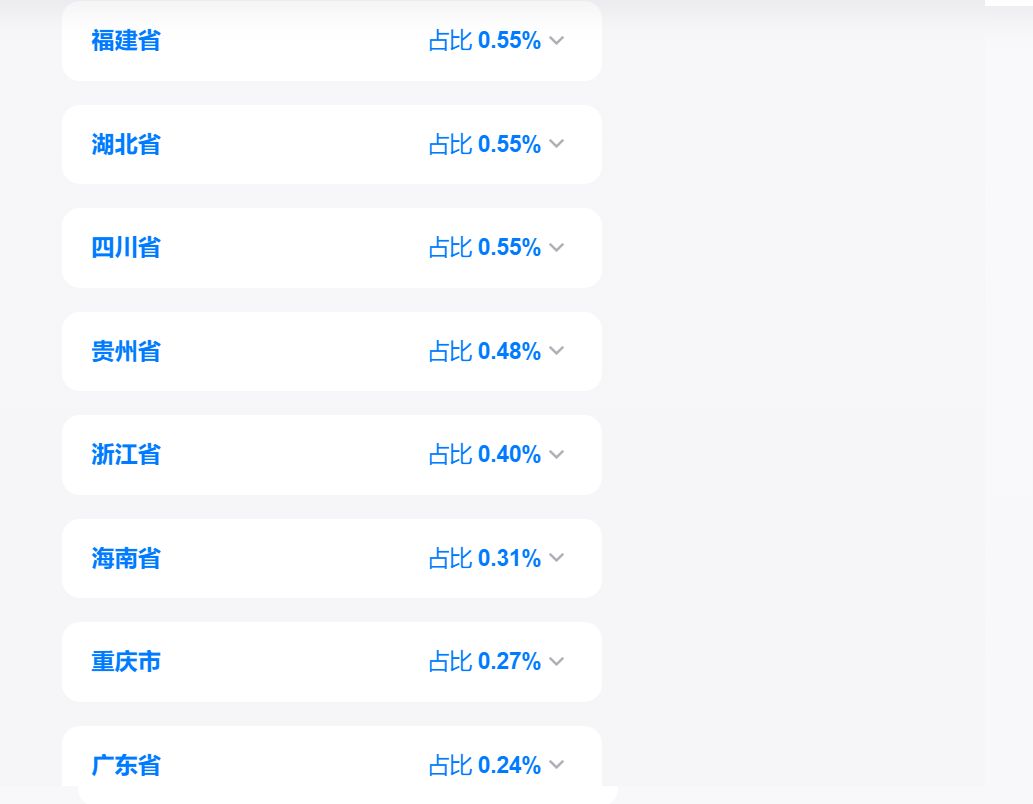 福建省 占比 0.55%
湖北省 占比 0.55%
四川省 占比 0.55%
贵州省 占比 0.48%
浙江省 占比 0.40%
海南省 占比 0.31%
重庆市 占比 0.27%
广东省 占比 0.24%